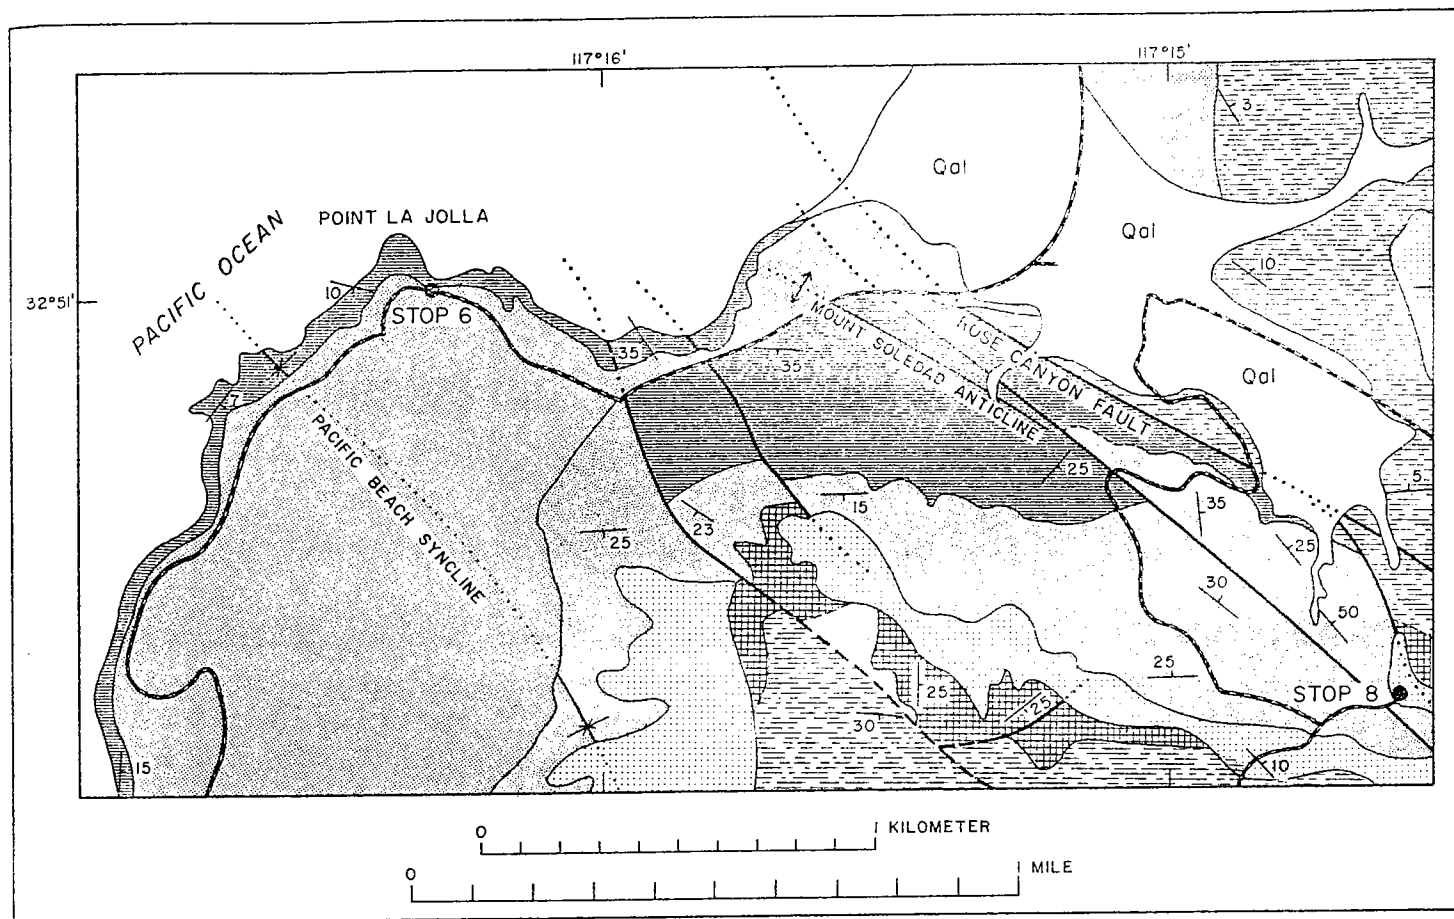 117°16'
117°15'
3
Qal
POINT LA JOLLA
PACIFIC OCEAN
Qal
10
10
32°51'
STOP 6
MOUNT SOLEDAD ANTICLINE
ROSE CANYON FAULT
35
35
Qal
7
PACIFIC BEACH SYNCLINE
25
5
15
35
23
25
25
30
50
25
STOP 8
25
25
30
15
10
0
1 KILOMETER
0
1 MILE